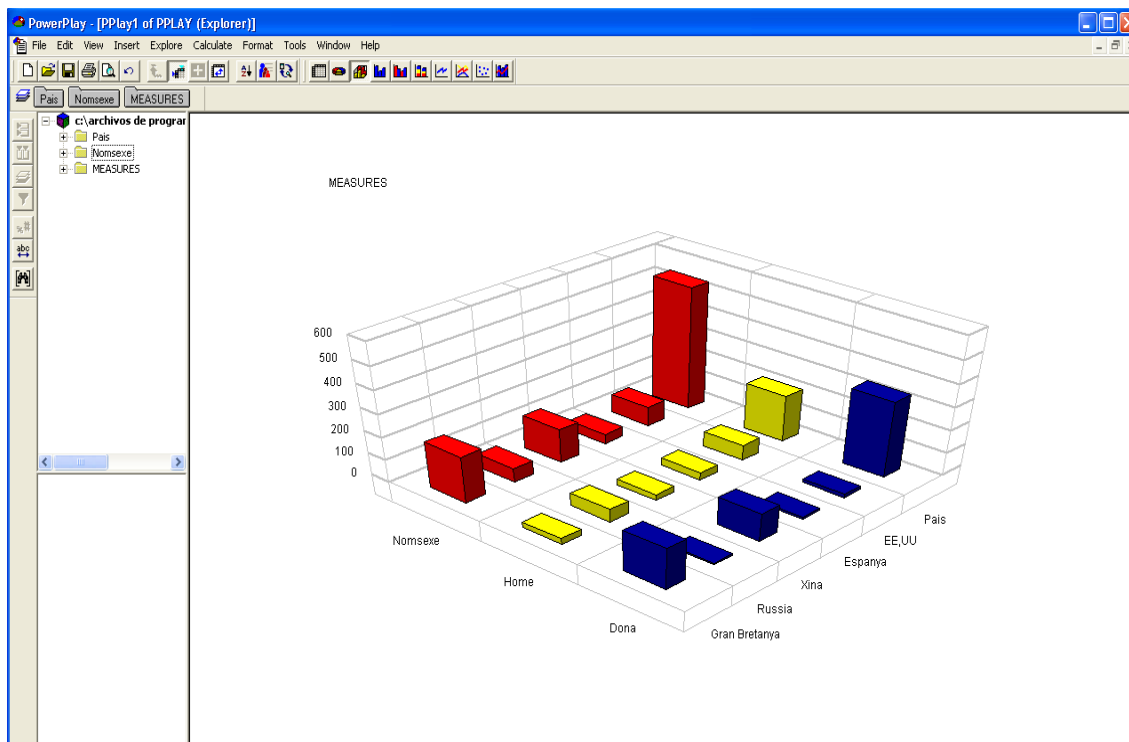 PowerPlay - [PPlay1 of PPLAY (Explorer)]
File Edit View Insert Explore Calculate Format Tools Window Help
Pais Nomsexe MEASURES
c:\archivos de prograr
Pais
Nomsexe
MEASURES
abc
MEASURES
600
500
400
300
200
100
0
Nomsexe
Home
Dona
Pais
EE,UU
Espanya
Xina
Russia
Gran Bretanya